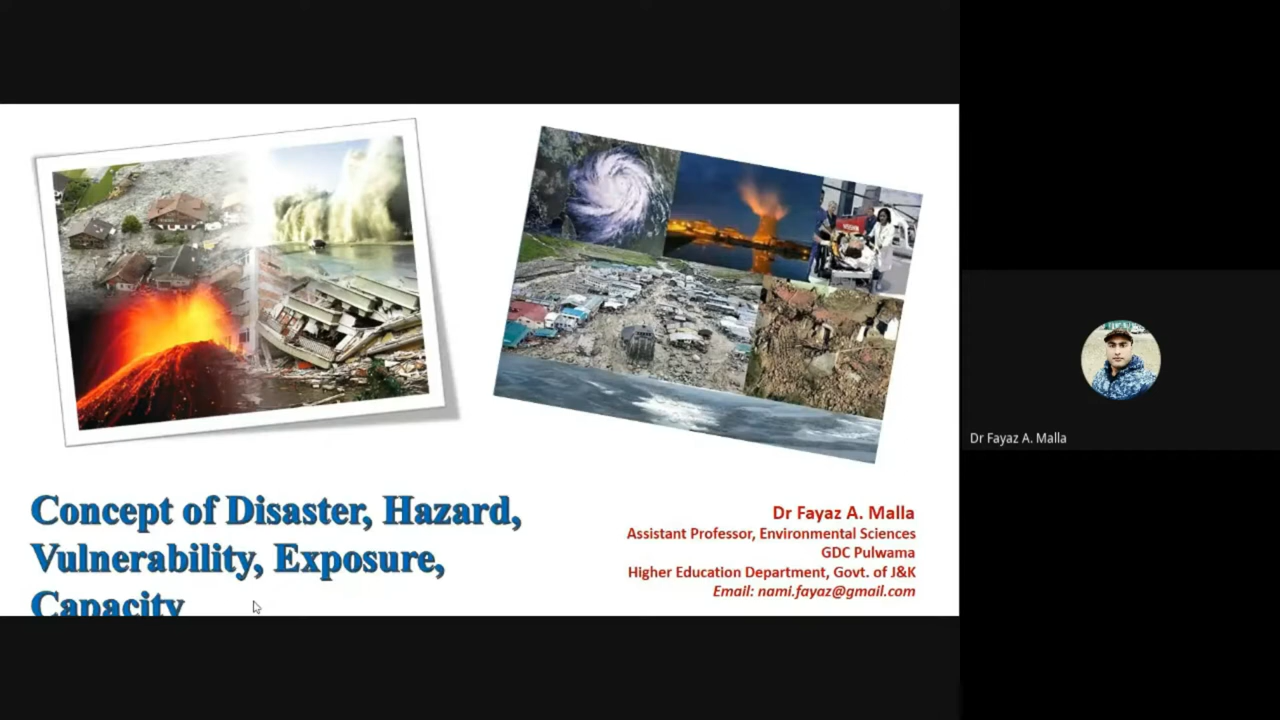 Concept of Disaster, Hazard,
Vulnerability, Exposure,
Capacity
Dr Fayaz A. Malla
Assistant Professor, Environmental Sciences
GDC Pulwama
Higher Education Department, Govt. of J&K
Email: nami.fayaz@gmail.com
Dr Fayaz A. Malla